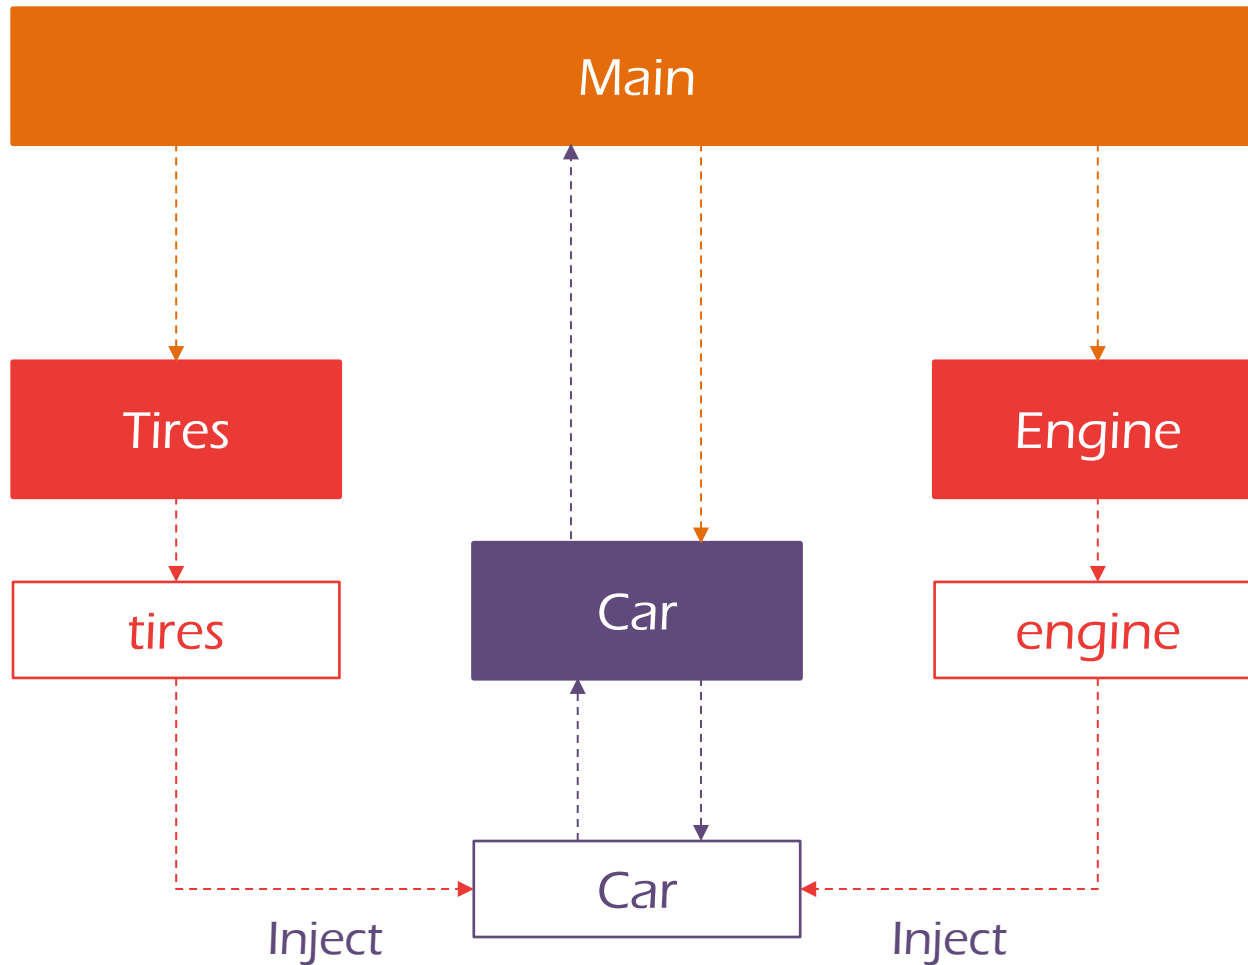 Main
Tires
Engine
Car
tires
engine
Car
Inject
Inject